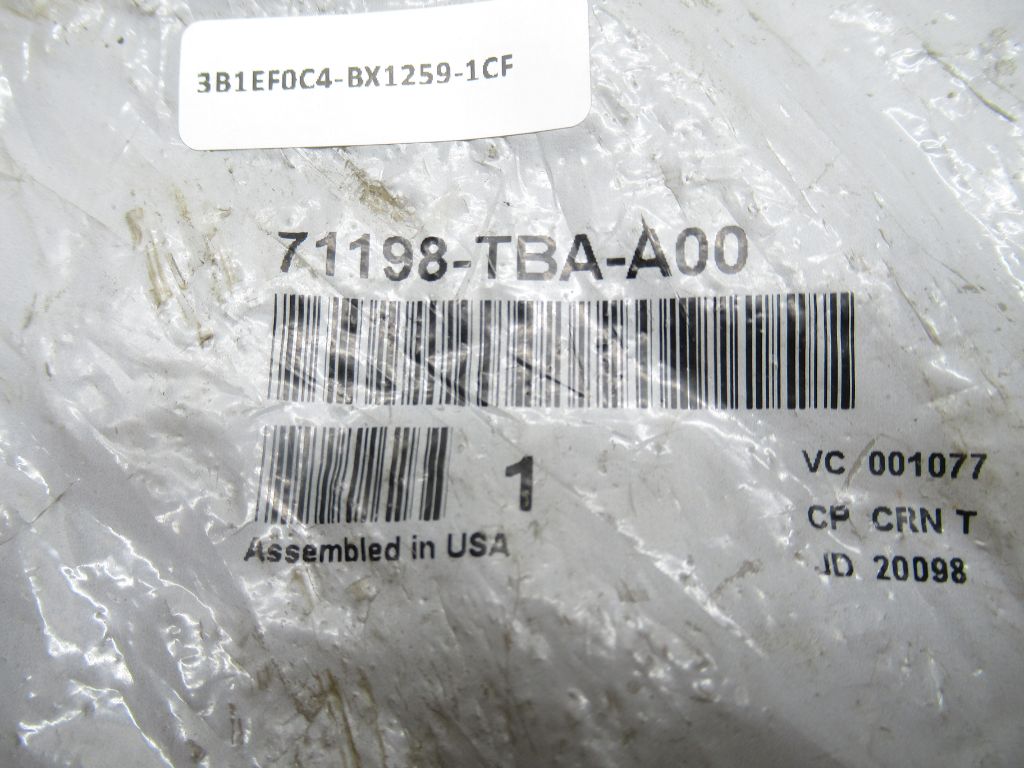 3B1EF0C4-BX1259-1CF
71198-TBA-A00
1
Assembled in USA
VC 001077
CP CRN T
JD 20098